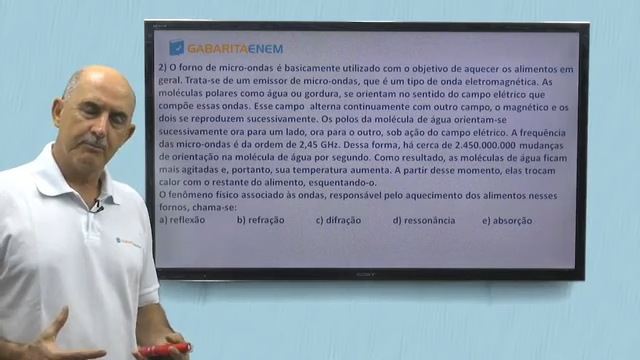 GABARITAENEM
2) O forno de micro-ondas é basicamente utilizado com o objetivo de aquecer os alimentos em
geral. Trata-se de um emissor de micro-ondas, que é um tipo de onda eletromagnética. As
moléculas polares como água ou gordura, se orientam no sentido do campo elétrico que
compõe essas ondas. Esse campo alterna continuamente com outro campo, o magnético e os
dois se reproduzem sucessivamente. Os polos da molécula de água orientam-se
sucessivamente ora para um lado, ora para o outro, sob ação do campo elétrico. A frequência
das micro-ondas é da ordem de 2,45 GHz. Dessa forma, há cerca de 2.450.000.000 mudanças
de orientação na molécula de água por segundo. Como resultado, as moléculas de água ficam
mais agitadas e, portanto, sua temperatura aumenta. A partir desse momento, elas trocam
calor com o restante do alimento, esquentando-o.
O fenômeno físico associado às ondas, responsável pelo aquecimento dos alimentos nesses
fornos, chama-se:
a) reflexão b) refração c) difração d) ressonância e) absorção
SONY